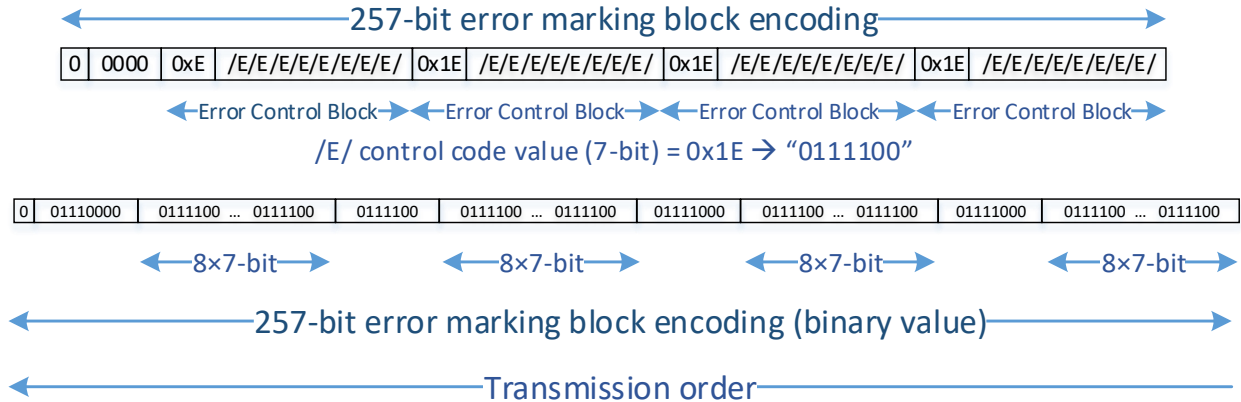 257-bit error marking block encoding
0 0000 0xE /E/E/E/E/E/E/E/E/ 0x1E /E/E/E/E/E/E/E/E/ 0x1E /E/E/E/E/E/E/E/E/ 0x1E /E/E/E/E/E/E/E/E/
Error Control Block Error Control Block Error Control Block Error Control Block
/E/ control code value (7-bit) = 0x1E → “0111100”
0 01110000 0111100 ... 0111100 0111100 0111100 ... 0111100 01111000 0111100 ... 0111100 01111000 0111100 ... 0111100
8×7-bit 8×7-bit 8×7-bit 8×7-bit
257-bit error marking block encoding (binary value)
Transmission order